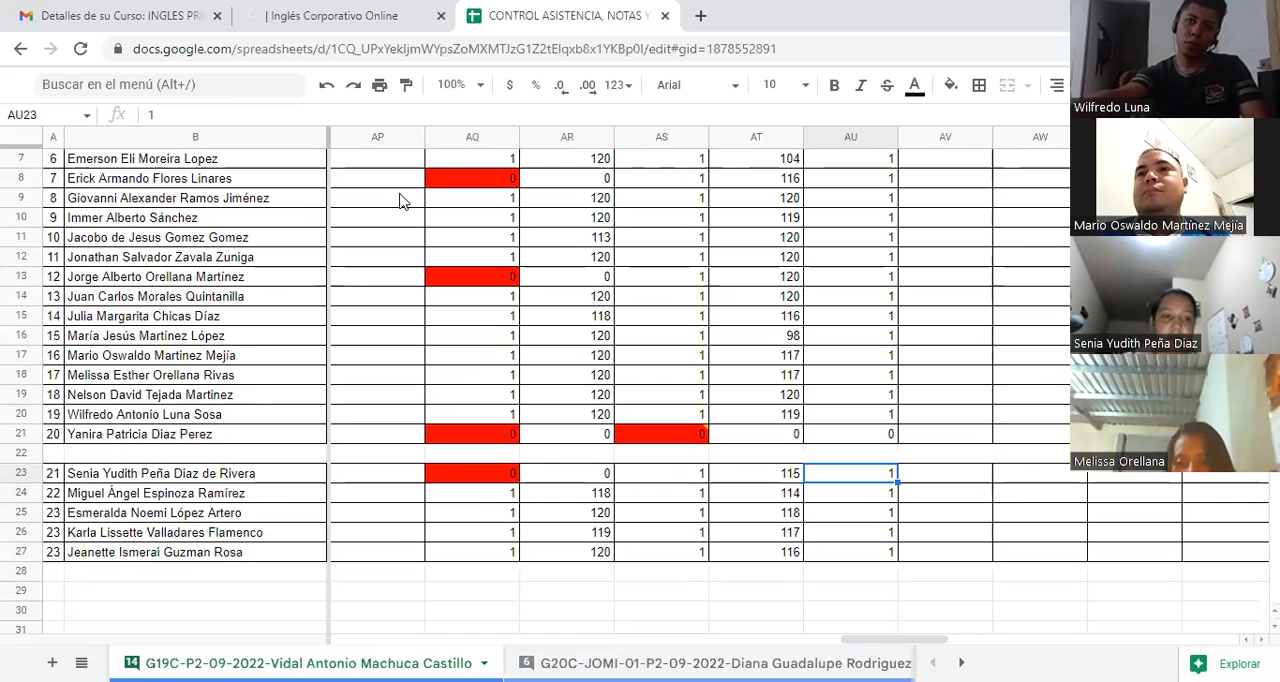 Detalles de su Curso: INGLES PRI | Inglés Corporativo Online CONTROL ASISTENCIA, NOTAS Y
docs.google.com/spreadsheets/d/1CQ_UPxYekIjmWYpsZoMXMTJzG1Z2tElqxb8x1YKBp0I/edit#gid=1878552891
Buscar en el menú (Alt+/) 100% $ % .0 .00 123 Arial 10 B I S A
AU23 fx 1
A B AP AQ AR AS AT AU AV AW
7 6 Emerson Eli Moreira Lopez 1 120 1 104 1
8 7 Erick Armando Flores Linares 0 0 1 116 1
9 8 Giovanni Alexander Ramos Jiménez 1 120 1 120 1
10 9 Immer Alberto Sánchez 1 120 1 119 1
11 10 Jacobo de Jesus Gomez Gomez 1 113 1 120 1
12 11 Jonathan Salvador Zavala Zuniga 1 120 1 120 1
13 12 Jorge Alberto Orellana Martínez 0 0 1 120 1
14 13 Juan Carlos Morales Quintanilla 1 120 1 120 1
15 14 Julia Margarita Chicas Díaz 1 118 1 116 1
16 15 María Jesús Martínez López 1 120 1 98 1
17 16 Mario Oswaldo Martinez Mejía 1 120 1 117 1
18 17 Melissa Esther Orellana Rivas 1 120 1 117 1
19 18 Nelson David Tejada Martinez 1 120 1 120 1
20 19 Wilfredo Antonio Luna Sosa 1 120 1 119 1
21 20 Yanira Patricia Diaz Perez 0 0 0 0 0
22
23 21 Senia Yudith Peña Diaz de Rivera 0 0 1 115 1
24 22 Miguel Ángel Espinoza Ramírez 1 118 1 114 1
25 23 Esmeralda Noemi López Artero 1 120 1 118 1
26 23 Karla Lissette Valladares Flamenco 1 119 1 117 1
27 23 Jeanette Ismerai Guzman Rosa 1 120 1 116 1
28
29
30
31
14 G19C-P2-09-2022-Vidal Antonio Machuca Castillo 6 G20C-JOMI-01-P2-09-2022-Diana Guadalupe Rodriguez Explorar
Wilfredo Luna
Mario Oswaldo Martínez Mejía
Senia Yudith Peña Diaz
Melissa Orellana